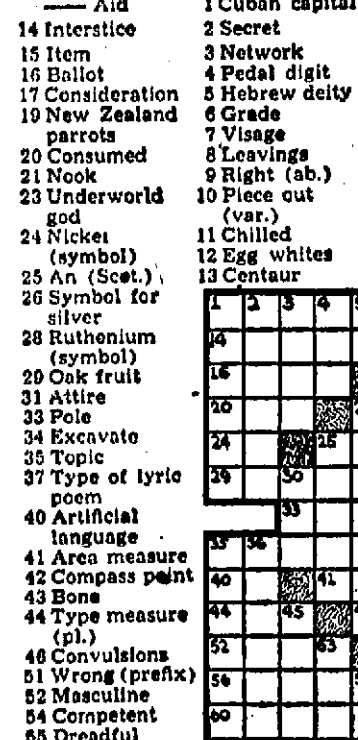 Aid
14 Interstice
15 Item
16 Ballot
17 Consideration
19 New Zealand
parrots
20 Consumed
21 Nook
23 Underworld
god
24 Nickel
(symbol)
25 An (Scot.)
26 Symbol for
silver
28 Ruthenium
(symbol)
29 Oak fruit
31 Attire
33 Pole
34 Excavate
35 Topic
37 Type of lyric
poem
40 Artificial
language
41 Area measure
42 Compass point
43 Bone
44 Type measure
(pl.)
46 Convulsions
51 Wrong (prefix)
52 Masculine
54 Competent
55 Dreadful
1 Cuban capital
2 Secret
3 Network
4 Pedal digit
5 Hebrew deity
6 Grade
7 Visage
8 Leavings
9 Right (ab.)
10 Piece out
(var.)
11 Chilled
12 Egg whites
13 Centaur
1 2 3 4
14
16
20
24 25
29 30
33
35 36
40 41
44 45
52 53
56
60